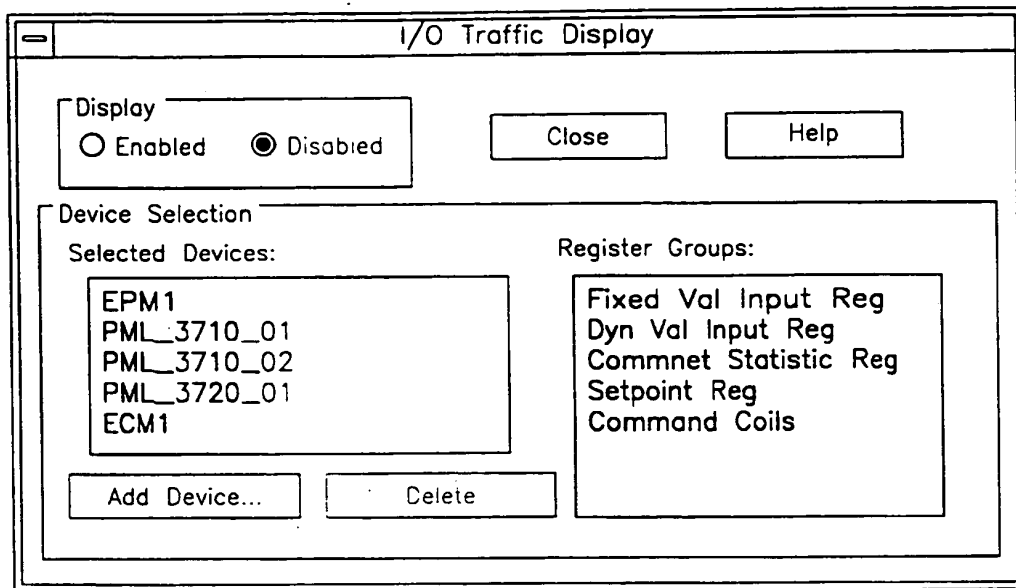 I/O Traffic Display
Display
Enabled Disabled
Close
Help
Device Selection
Selected Devices:
EPM1
PML_3710_01
PML_3710_02
PML_3720_01
ECM1
Register Groups:
Fixed Val Input Reg
Dyn Val Input Reg
Commnet Statistic Reg
Setpoint Reg
Command Coils
Add Device...
Celete